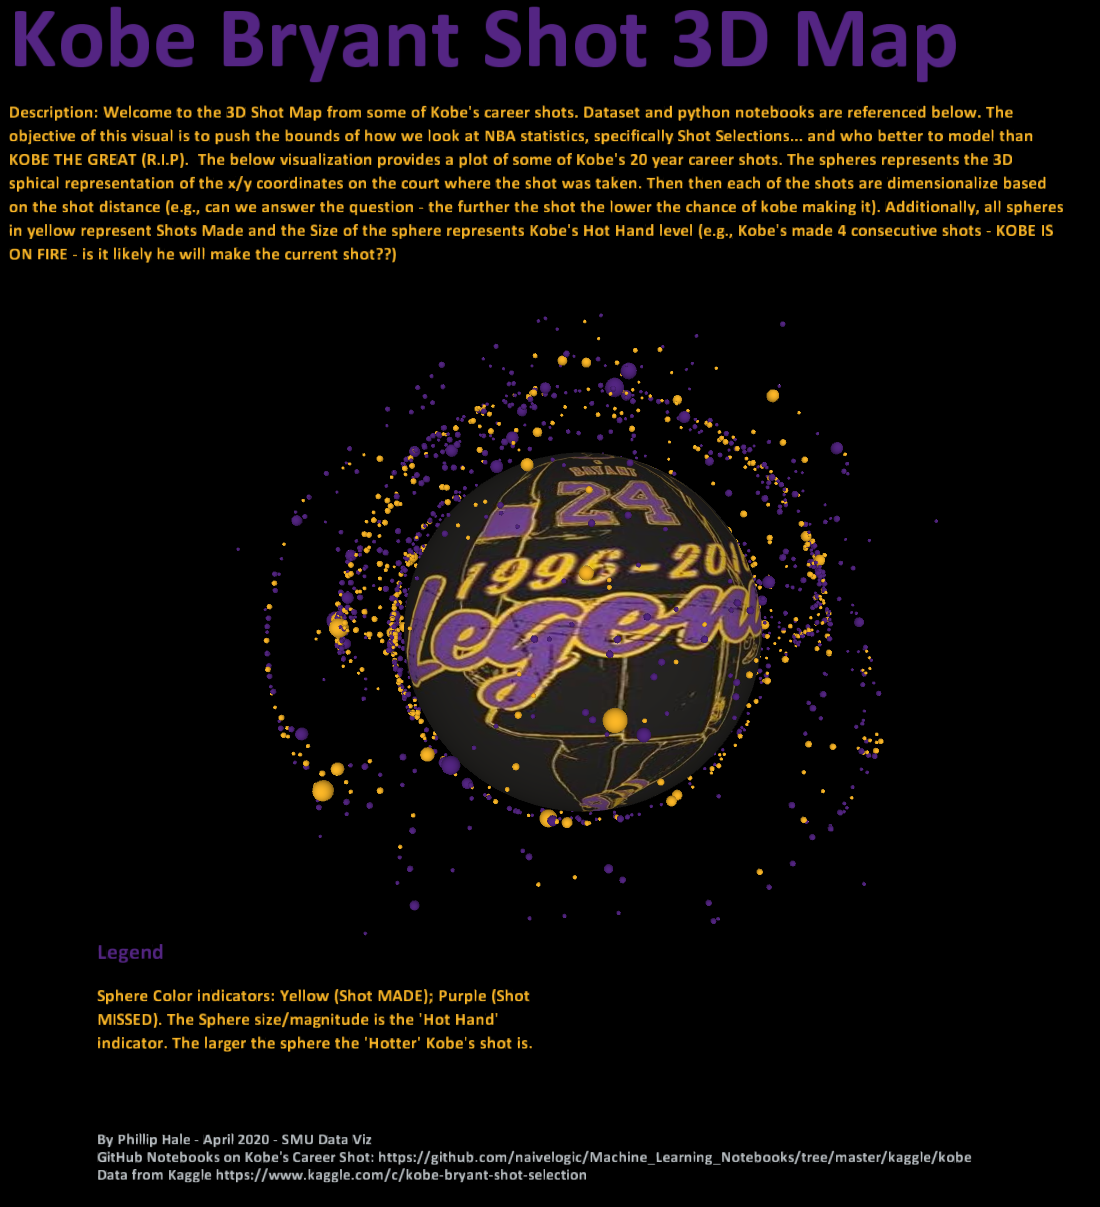 Kobe Bryant Shot 3D Map
Description: Welcome to the 3D Shot Map from some of Kobe's career shots. Dataset and python notebooks are referenced below. The
objective of this visual is to push the bounds of how we look at NBA statistics, specifically Shot Selections... and who better to model than
KOBE THE GREAT (R.I.P).  The below visualization provides a plot of some of Kobe's 20 year career shots. The spheres represents the 3D
sphical representation of the x/y coordinates on the court where the shot was taken. Then then each of the shots are dimensionalize based
on the shot distance (e.g., can we answer the question - the further the shot the lower the chance of kobe making it). Additionally, all spheres
in yellow represent Shots Made and the Size of the sphere represents Kobe's Hot Hand level (e.g., Kobe's made 4 consecutive shots - KOBE IS
ON FIRE - is it likely he will make the current shot??)
BRYANT
24
1996-201
Legen
Legend
Sphere Color indicators: Yellow (Shot MADE); Purple (Shot
MISSED). The Sphere size/magnitude is the 'Hot Hand'
indicator. The larger the sphere the 'Hotter' Kobe's shot is.
By Phillip Hale - April 2020 - SMU Data Viz
GitHub Notebooks on Kobe's Career Shot: https://github.com/naivelogic/Machine_Learning_Notebooks/tree/master/kaggle/kobe
Data from Kaggle https://www.kaggle.com/c/kobe-bryant-shot-selection